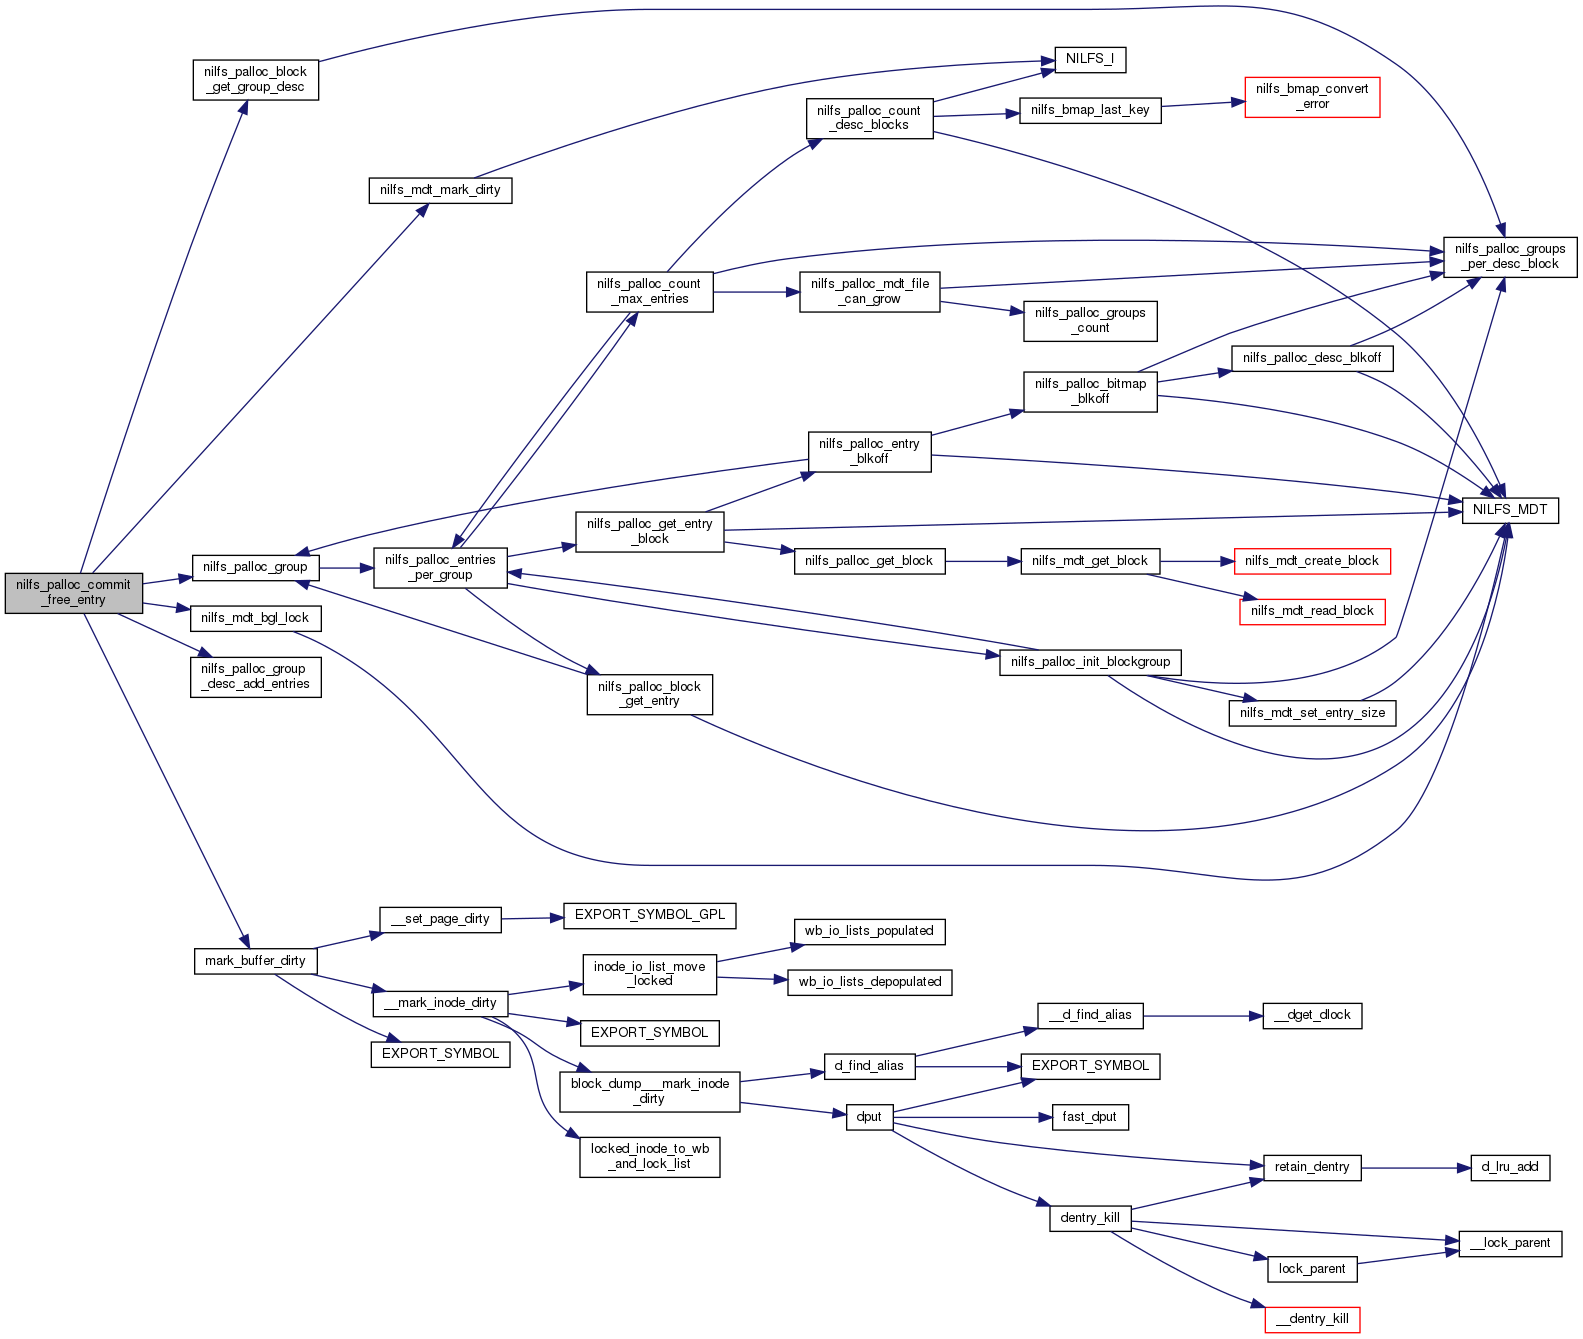 nilfs_palloc_commit
_free_entry
nilfs_palloc_block
_get_group_desc
nilfs_mdt_mark_dirty
nilfs_palloc_group
nilfs_mdt_bgl_lock
nilfs_palloc_group
_desc_add_entries
mark_buffer_dirty
nilfs_palloc_entries
_per_group
__set_page_dirty
__mark_inode_dirty
EXPORT_SYMBOL
nilfs_palloc_count
_max_entries
nilfs_palloc_get_entry
_block
nilfs_palloc_block
_get_entry
EXPORT_SYMBOL_GPL
inode_io_list_move
_locked
EXPORT_SYMBOL
block_dump___mark_inode
_dirty
locked_inode_to_wb
_and_lock_list
nilfs_palloc_count
_desc_blocks
nilfs_palloc_mdt_file
_can_grow
nilfs_palloc_entry
_blkoff
nilfs_palloc_get_block
wb_io_lists_populated
wb_io_lists_depopulated
d_find_alias
dput
NILFS_I
nilfs_bmap_last_key
nilfs_palloc_groups
_count
nilfs_palloc_bitmap
_blkoff
nilfs_mdt_get_block
nilfs_palloc_init_blockgroup
__d_find_alias
EXPORT_SYMBOL
fast_dput
dentry_kill
nilfs_bmap_convert
_error
nilfs_palloc_desc_blkoff
nilfs_mdt_create_block
nilfs_mdt_read_block
nilfs_mdt_set_entry_size
__dget_dlock
retain_dentry
lock_parent
__dentry_kill
nilfs_palloc_groups
_per_desc_block
NILFS_MDT
d_lru_add
__lock_parent